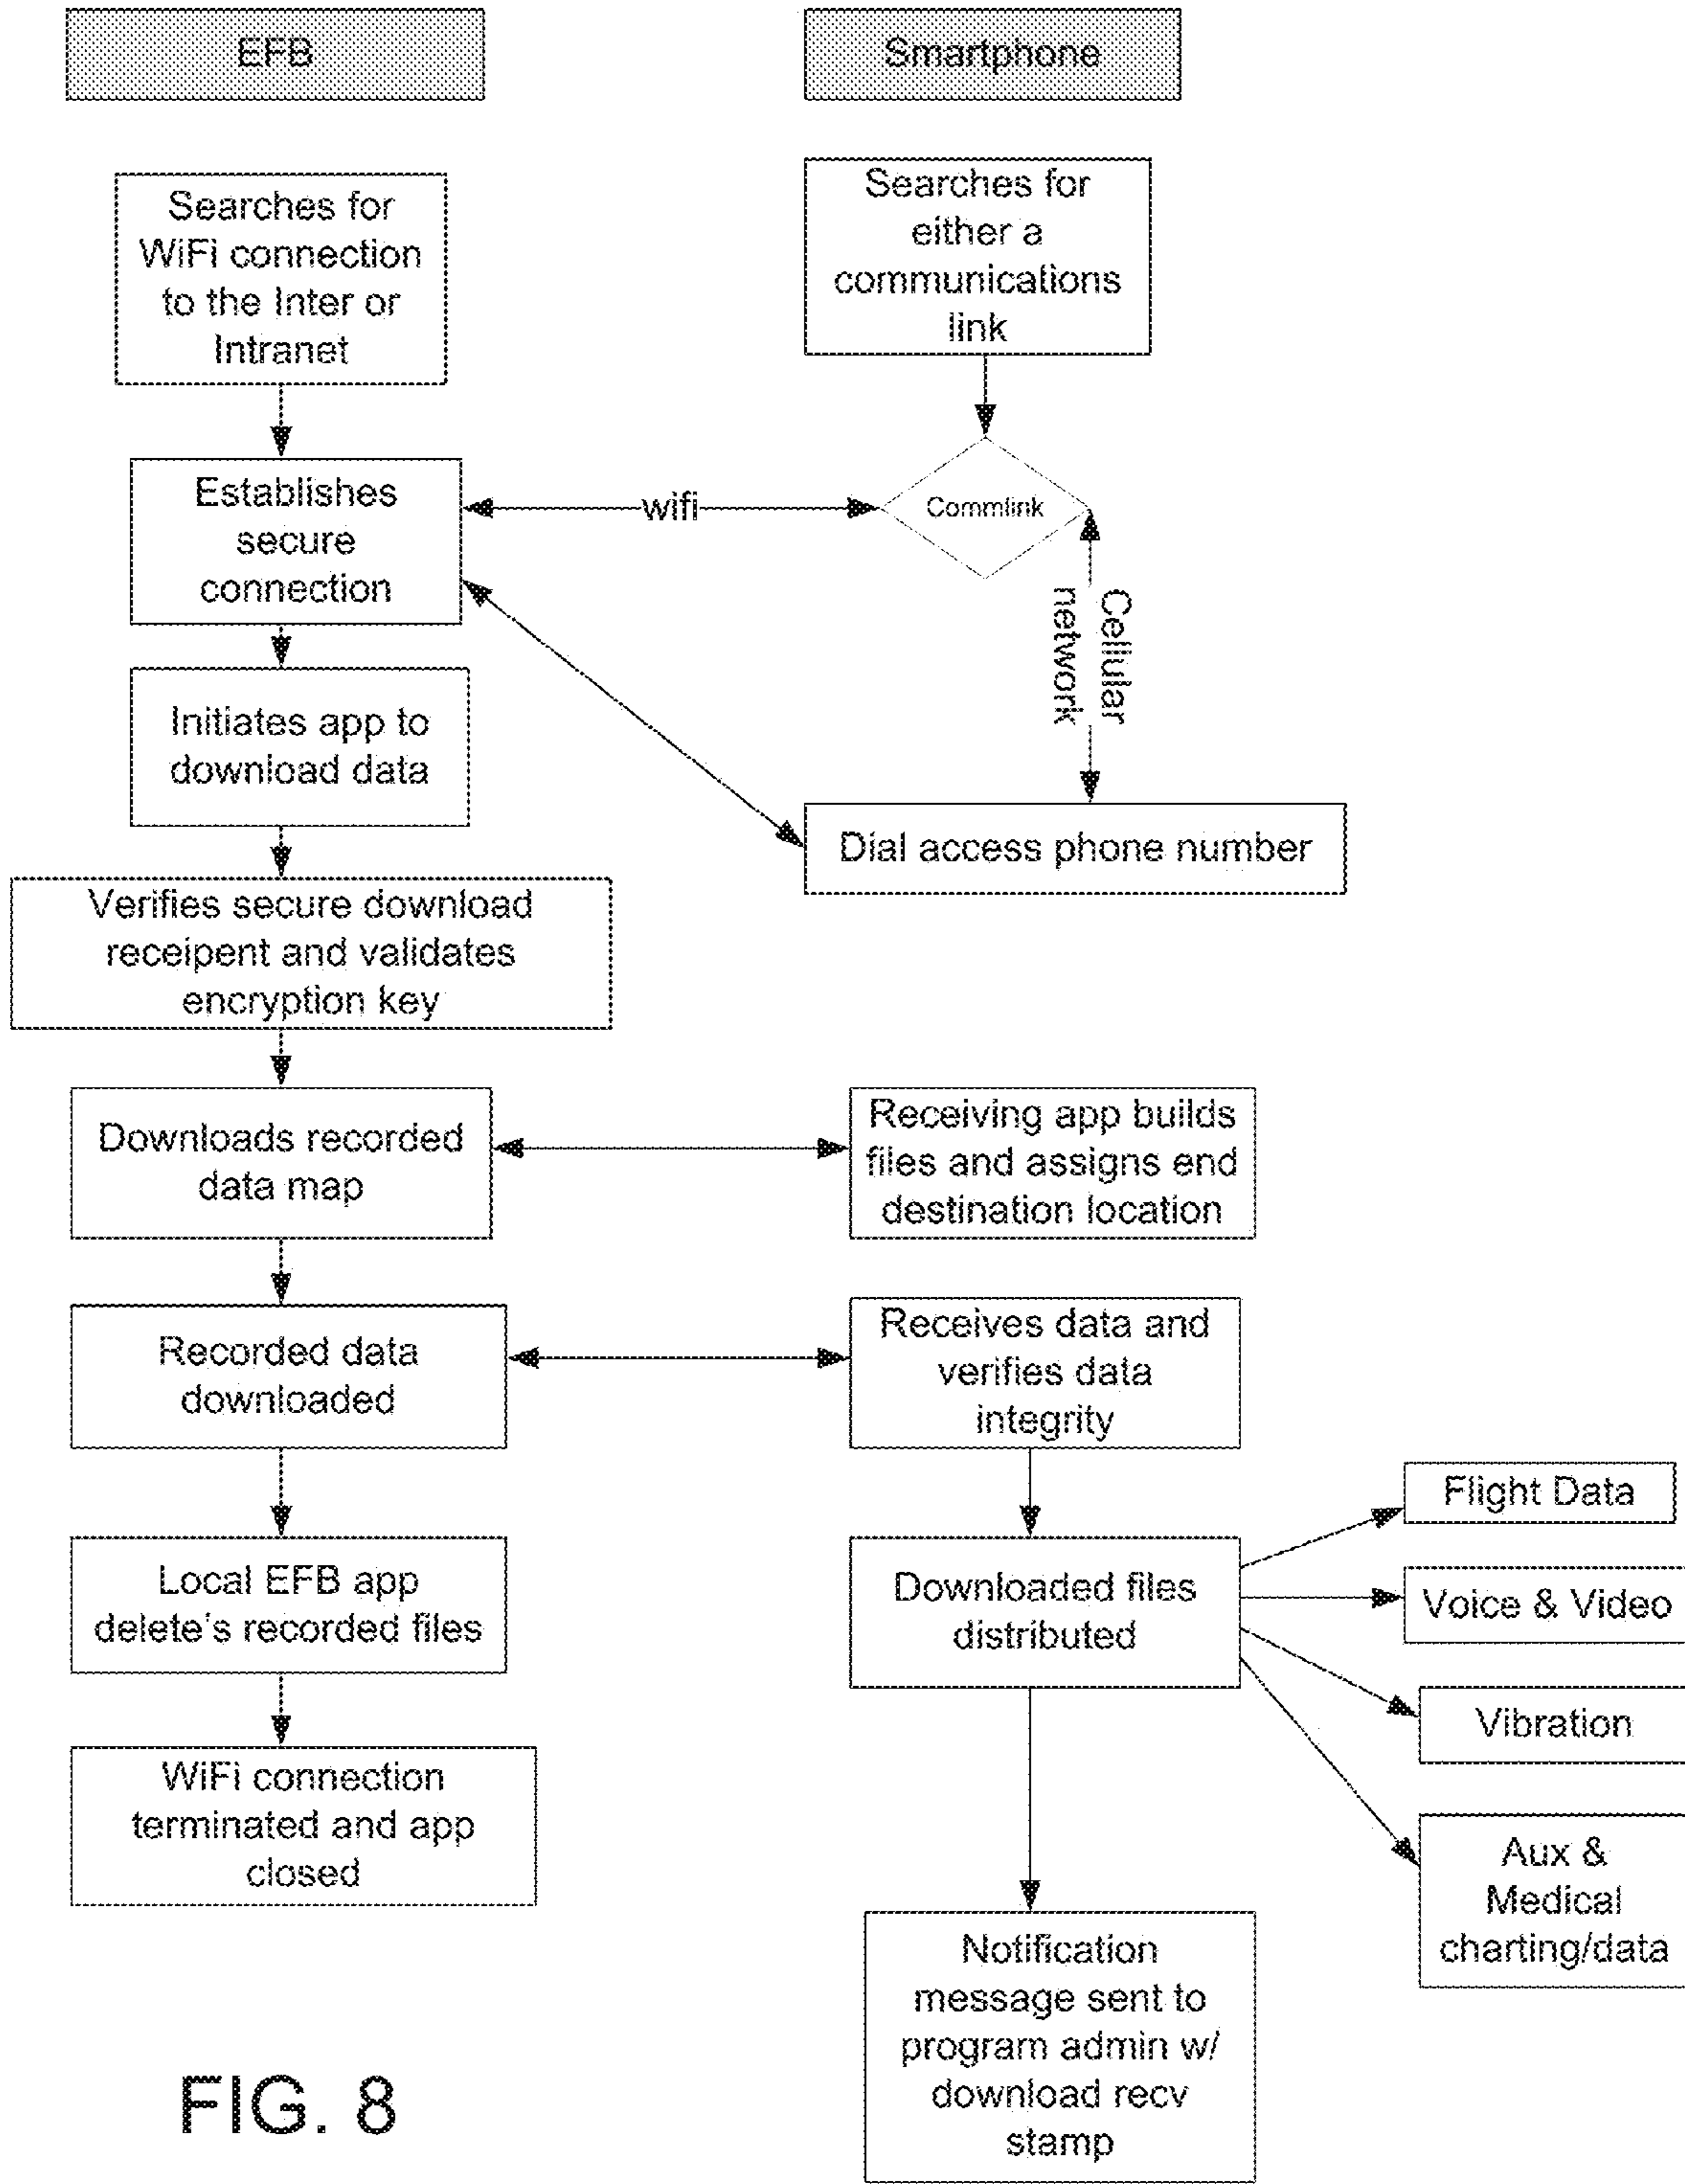 EFB
Smartphone
Searches for
WiFi connection
to the Inter or
Intranet
Searches for
either a
communications
link
Establishes
secure
connection
wifi
Commlink
Cellular
network
Initiates app to
download data
Dial access phone number
Verifies secure download
receipent and validates
encryption key
Downloads recorded
data map
Receiving app builds
files and assigns end
destination location
Recorded data
downloaded
Receives data and
verifies data
integrity
Local EFB app
delete's recorded files
Downloaded files
distributed
Flight Data
Voice & Video
Vibration
Aux &
Medical
charting/data
WiFi connection
terminated and app
closed
Notification
message sent to
program admin w/
download recv
stamp
FIG. 8